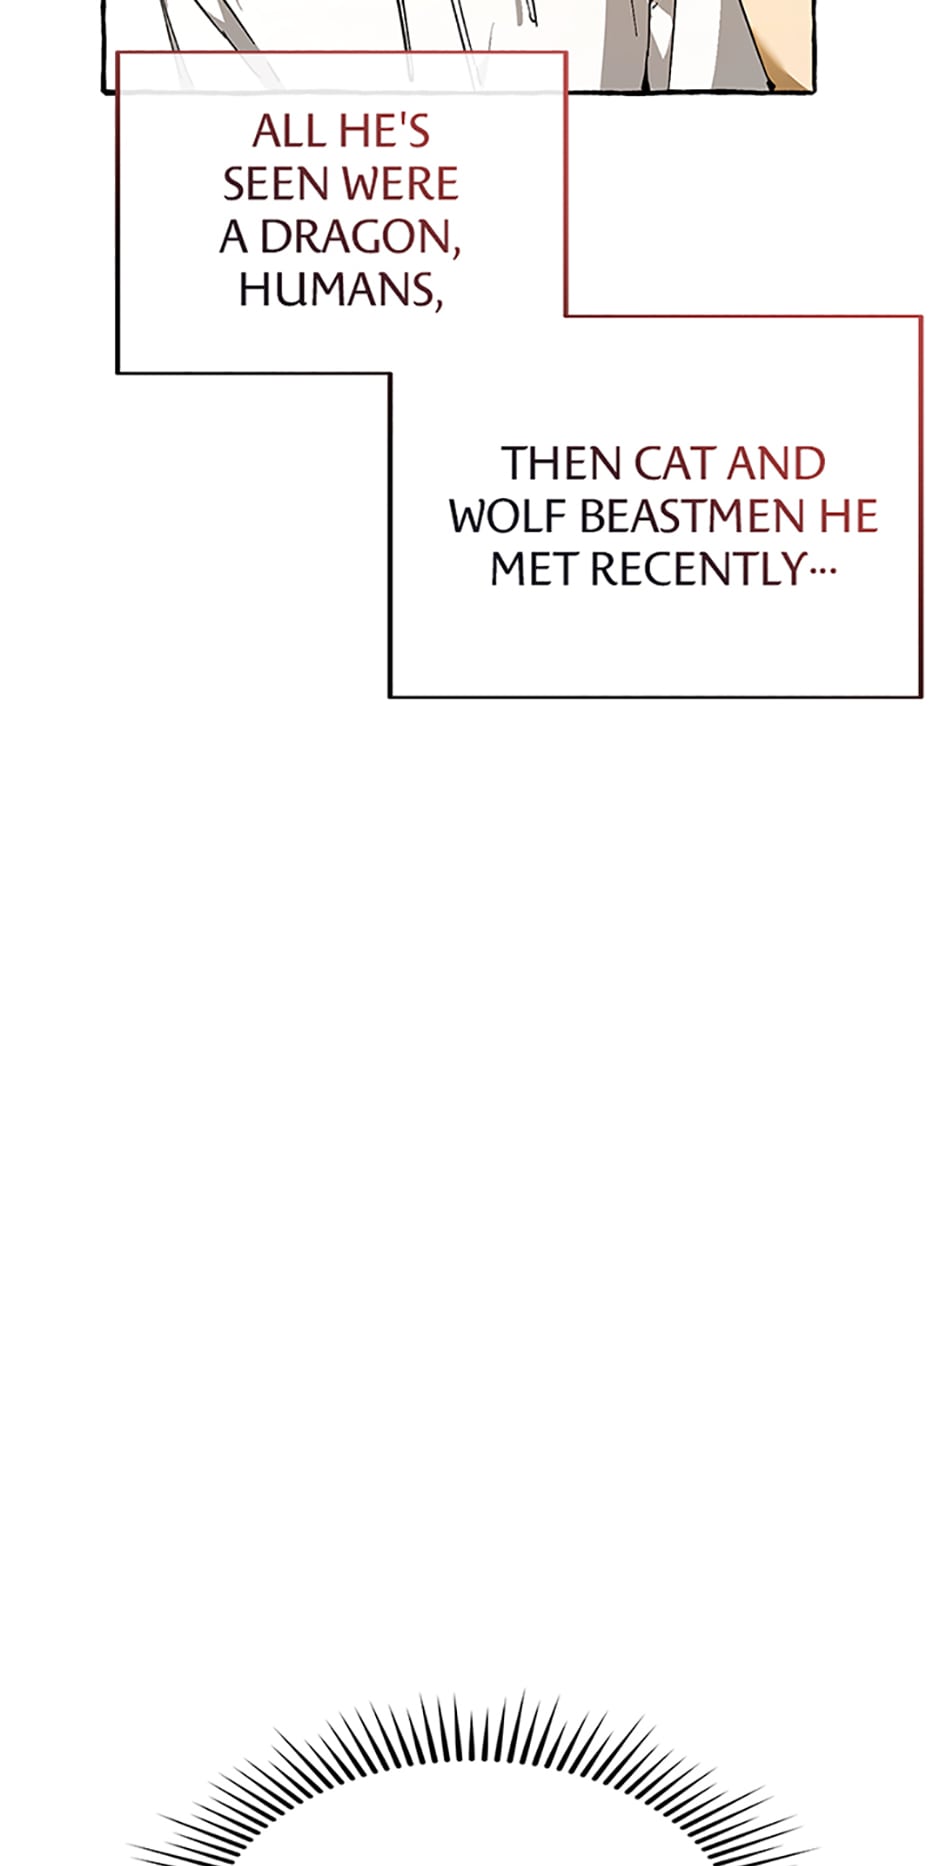 ALL HE'S
SEEN WERE
A DRAGON,
HUMANS,
THEN CAT AND
WOLF BEASTMEN HE
MET RECENTLY...